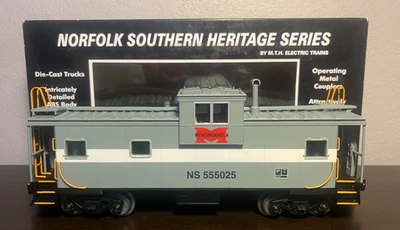 NORFOLK SOUTHERN HERITAGE SERIES
BY M.T.H. ELECTRIC TRAINS
Die-Cast Trucks
Intricately
Detailed
ABS Body
Operating
Metal
Couplers
Attractively
M
MONONGAHELA
NS 555025